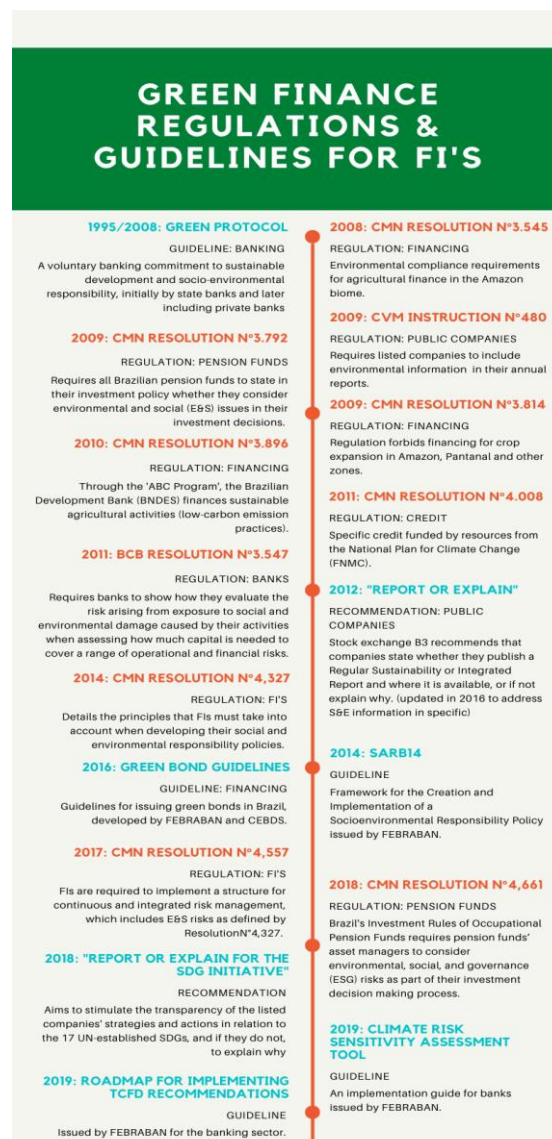 GREEN FINANCE
REGULATIONS &
GUIDELINES FOR FI'S
1995/2008: GREEN PROTOCOL
GUIDELINE: BANKING
A voluntary banking commitment to sustainable
development and socio-environmental
responsibility, initially by state banks and later
including private banks
2009: CMN RESOLUTION Nº3.792
REGULATION: PENSION FUNDS
Requires all Brazilian pension funds to state in
their investment policy whether they consider
environmental and social (E&S) issues in their
investment decisions.
2010: CMN RESOLUTION Nº3.896
REGULATION: FINANCING
Through the 'ABC Program', the Brazilian
Development Bank (BNDES) finances sustainable
agricultural activities (low-carbon emission
practices).
2011: BCB RESOLUTION Nº3.547
REGULATION: BANKS
Requires banks to show how they evaluate the
risk arising from exposure to social and
environmental damage caused by their activities
when assessing how much capital is needed to
cover a range of operational and financial risks.
2014: CMN RESOLUTION Nº4,327
REGULATION: FI'S
Details the principles that FIs must take into
account when developing their social and
environmental responsibility policies.
2016: GREEN BOND GUIDELINES
GUIDELINE: FINANCING
Guidelines for issuing green bonds in Brazil,
developed by FEBRABAN and CEBDS.
2017: CMN RESOLUTION Nº4,557
REGULATION: FI'S
FIs are required to implement a structure for
continuous and integrated risk management,
which includes E&S risks as defined by
ResolutionN°4,327.
2018: "REPORT OR EXPLAIN FOR THE
SDG INITIATIVE"
RECOMMENDATION
Aims to stimulate the transparency of the listed
companies' strategies and actions in relation to
the 17 UN-established SDGs, and if they do not,
to explain why
2019: ROADMAP FOR IMPLEMENTING
TCFD RECOMMENDATIONS
GUIDELINE
Issued by FEBRABAN for the banking sector.
2008: CMN RESOLUTION Nº3.545
REGULATION: FINANCING
Environmental compliance requirements
for agricultural finance in the Amazon
biome.
2009: CVM INSTRUCTION Nº480
REGULATION: PUBLIC COMPANIES
Requires listed companies to include
environmental information in their annual
reports.
2009: CMN RESOLUTION Nº3.814
REGULATION: FINANCING
Regulation forbids financing for crop
expansion in Amazon, Pantanal and other
zones.
2011: CMN RESOLUTION Nº4.008
REGULATION: CREDIT
Specific credit funded by resources from
the National Plan for Climate Change
(FNMC).
2012: "REPORT OR EXPLAIN"
RECOMMENDATION: PUBLIC
COMPANIES
Stock exchange B3 recommends that
companies state whether they publish a
Regular Sustainability or Integrated
Report and where it is available, or if not
explain why. (updated in 2016 to address
S&E information in specific)
2014: SARB14
GUIDELINE
Framework for the Creation and
Implementation of a
Socioenvironmental Responsibility Policy
issued by FEBRABAN.
2018: CMN RESOLUTION Nº4,661
REGULATION: PENSION FUNDS
Brazil's Investment Rules of Occupational
Pension Funds requires pension funds'
asset managers to consider
environmental, social, and governance
(ESG) risks as part of their investment
decision making process.
2019: CLIMATE RISK
SENSITIVITY ASSESSMENT
TOOL
GUIDELINE
An implementation guide for banks
issued by FEBRABAN.